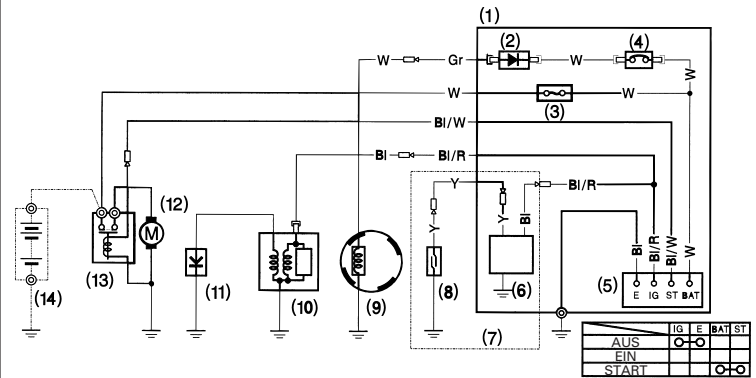 (1)
(2)
(4)
W
Gr
W
W
W
W
(3)
Bl/W
Bl
Bl/R
Y
Bl/R
(12)
M
Y
Y
Bl
Bl
Bl/R
Bl/W
W
(5)
E IG ST BAT
(14)
(13)
(11)
(10)
(9)
(8)
(6)
(7)
IG E BAT ST
AUS
EIN
START